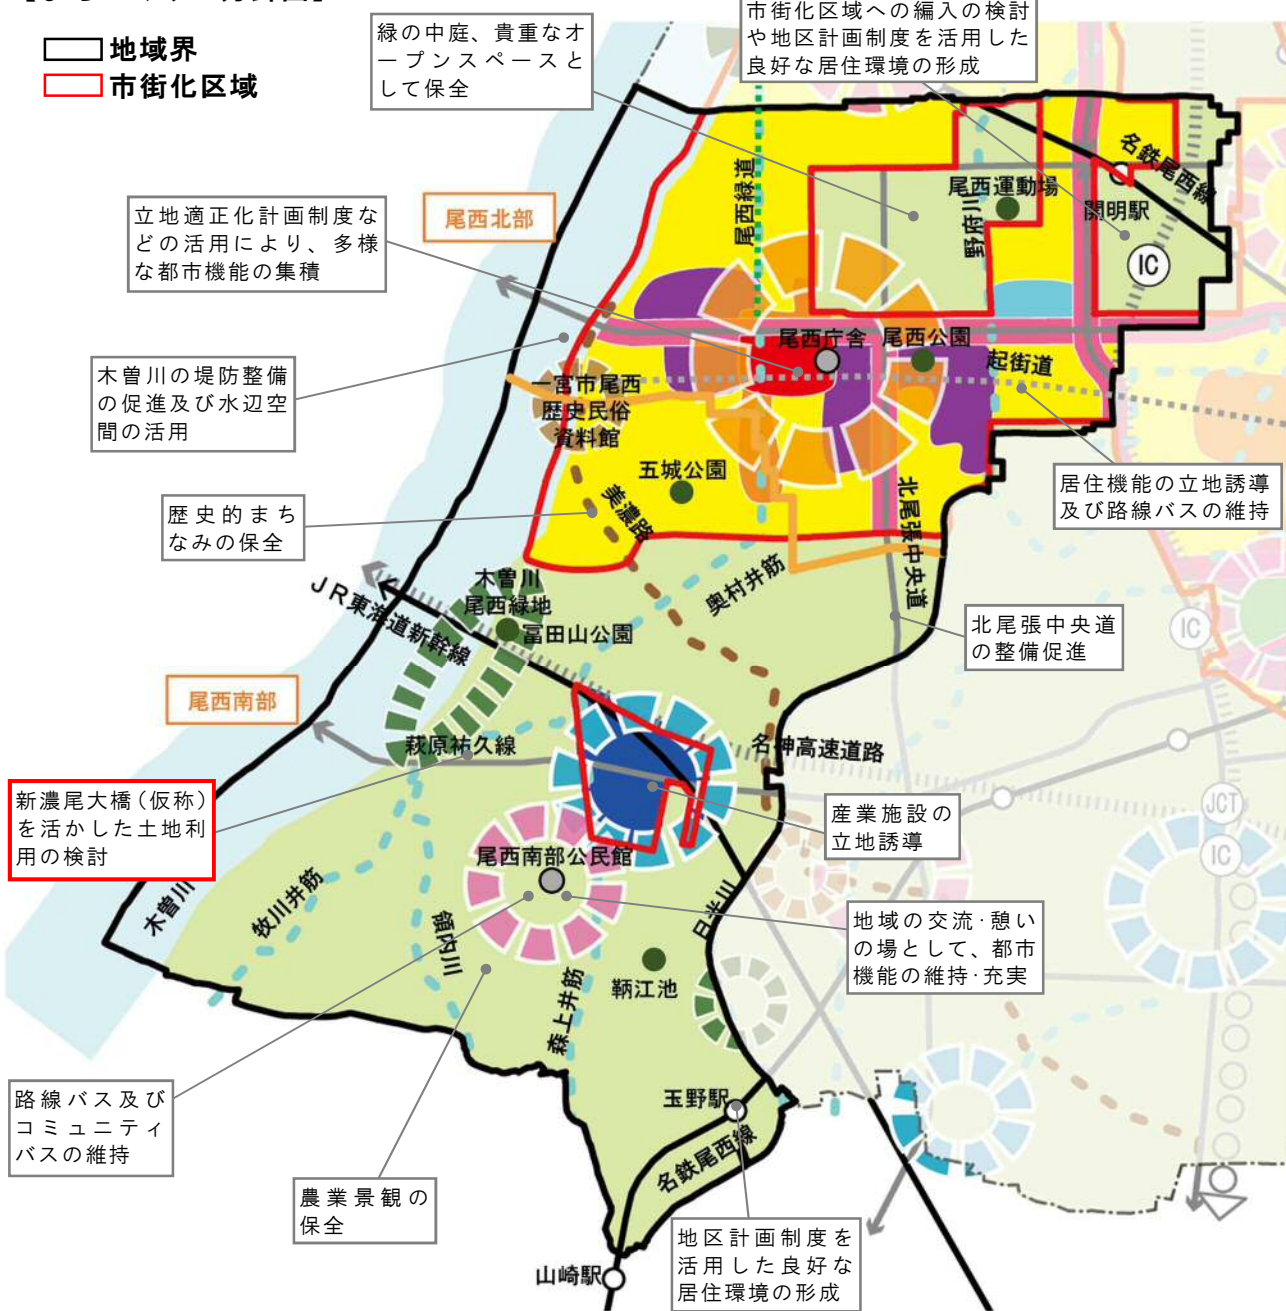 地域界
市街化区域
緑の中庭、貴重なオ
ープンスペースと
して保全
市街化区域への編入の検討
や地区計画制度を活用した
良好な居住環境の形成
立地適正化計画制度な
どの活用により、多様
な都市機能の集積
尾西北部
尾西緑道
野府川
尾西運動場
名鉄尾西線
開明駅
IC
木曽川の堤防整備
の促進及び水辺空
間の活用
尾西庁舎
尾西公園
起街道
一宮市尾西
歴史民俗
資料館
五城公園
美濃路
北尾張中央道
居住機能の立地誘導
及び路線バスの維持
歴史的まち
なみの保全
木曽川
尾西緑地
冨田山公園
奥村井筋
JR東海道新幹線
北尾張中央道
の整備促進
IC
尾西南部
萩原祐久線
名神高速道路
新濃尾大橋(仮称)
を活かした土地利
用の検討
産業施設の
立地誘導
JCT
IC
尾西南部公民館
木曽川
牧川井筋
領内川
日光川
地域の交流・憩い
の場として、都市
機能の維持・充実
森上井筋
鞆江池
路線バス及び
コミュニティ
バスの維持
玉野駅
名鉄尾西線
農業景観の
保全
地区計画制度を
活用した良好な
居住環境の形成
山崎駅